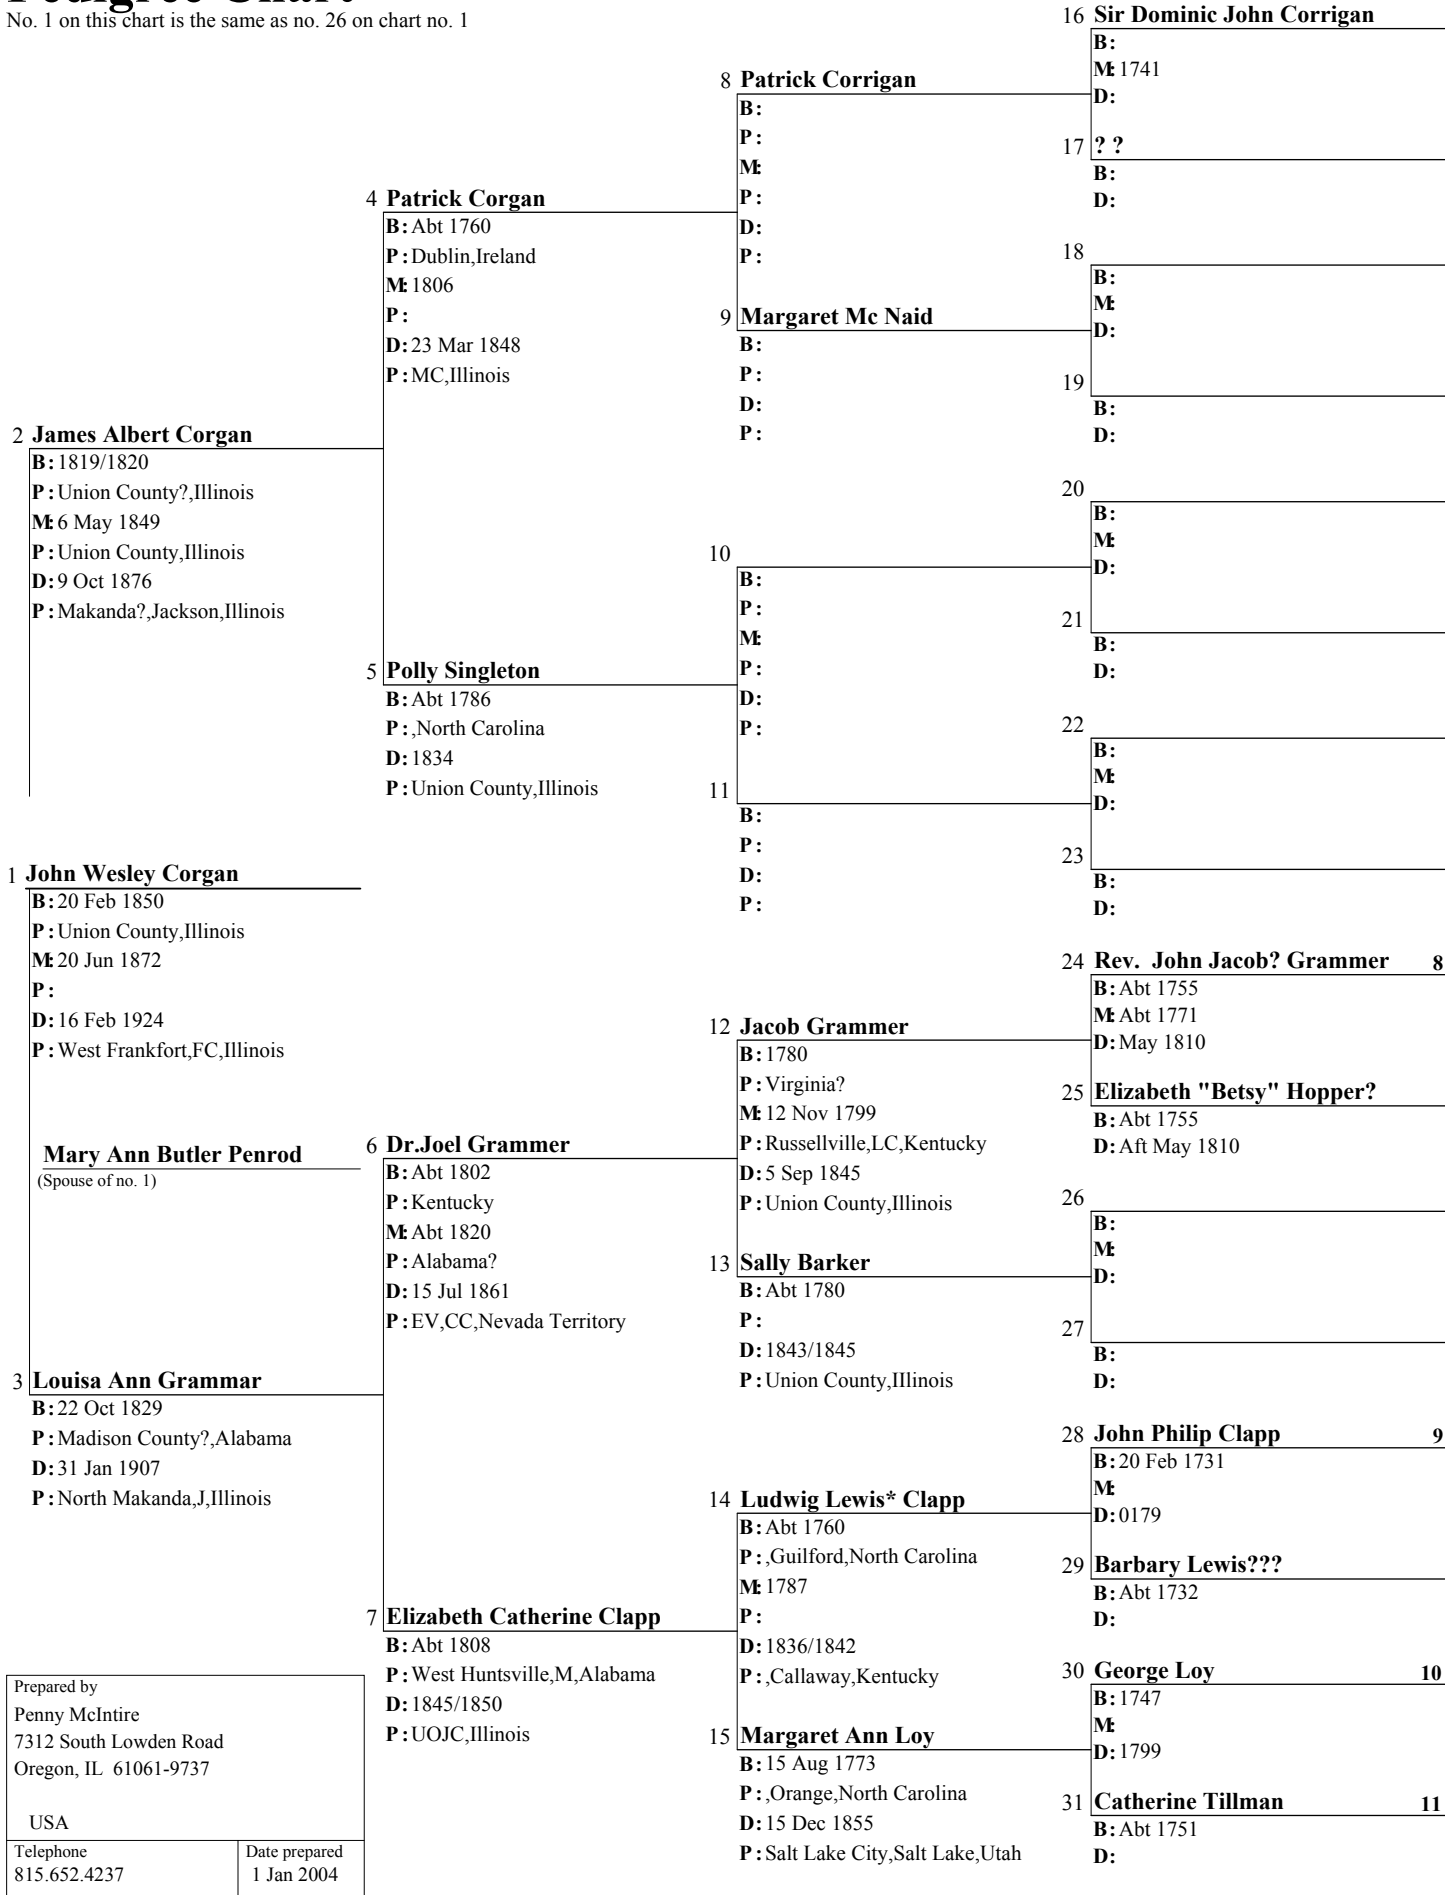 Pedigree Chart
No. 1 on this chart is the same as no. 26 on chart no. 1
2 James Albert Corgan
B: 1819/1820
P: Union County?,Illinois
M: 6 May 1849
P: Union County,Illinois
D: 9 Oct 1876
P: Makanda?,Jackson,Illinois
1 John Wesley Corgan
B: 20 Feb 1850
P: Union County,Illinois
M: 20 Jun 1872
P:
D: 16 Feb 1924
P: West Frankfort,FC,Illinois
Mary Ann Butler Penrod
(Spouse of no. 1)
3 Louisa Ann Grammar
B: 22 Oct 1829
P: Madison County?,Alabama
D: 31 Jan 1907
P: North Makanda,J,Illinois
Prepared by
Penny McIntire
7312 South Lowden Road
Oregon, IL 61061-9737
USA
Telephone
815.652.4237
Date prepared
1 Jan 2004
4 Patrick Corgan
B: Abt 1760
P: Dublin,Ireland
M: 1806
P:
D: 23 Mar 1848
P: MC,Illinois
5 Polly Singleton
B: Abt 1786
P: ,North Carolina
D: 1834
P: Union County,Illinois
6 Dr.Joel Grammer
B: Abt 1802
P: Kentucky
M: Abt 1820
P: Alabama?
D: 15 Jul 1861
P: EV,CC,Nevada Territory
7 Elizabeth Catherine Clapp
B: Abt 1808
P: West Huntsville,M,Alabama
D: 1845/1850
P: UOJC,Illinois
8 Patrick Corrigan
B:
P:
M:
P:
D:
P:
9 Margaret Mc Naid
B:
P:
D:
P:
10
B:
P:
M:
P:
D:
P:
11
B:
P:
D:
P:
12 Jacob Grammer
B: 1780
P: Virginia?
M: 12 Nov 1799
P: Russellville,LC,Kentucky
D: 5 Sep 1845
P: Union County,Illinois
13 Sally Barker
B: Abt 1780
P:
D: 1843/1845
P: Union County,IIlinois
14 Ludwig Lewis* Clapp
B: Abt 1760
P: ,Guilford,North Carolina
M: 1787
P:
D: 1836/1842
P: ,Callaway,Kentucky
15 Margaret Ann Loy
B: 15 Aug 1773
P: ,Orange,North Carolina
D: 15 Dec 1855
P: Salt Lake City,Salt Lake,Utah
16 Sir Dominic John Corrigan
B:
M: 1741
D:
17 ? ?
B:
D:
18
B:
M:
D:
19
B:
D:
20
B:
M:
D:
21
B:
D:
22
B:
M:
D:
23
B:
D:
24 Rev. John Jacob? Grammer 8
B: Abt 1755
M: Abt 1771
D: May 1810
25 Elizabeth "Betsy" Hopper?
B: Abt 1755
D: Aft May 1810
26
B:
M:
D:
27
B:
D:
28 John Philip Clapp 9
B: 20 Feb 1731
M:
D: 0179
29 Barbary Lewis???
B: Abt 1732
D:
30 George Loy 10
B: 1747
M:
D: 1799
31 Catherine Tillman 11
B: Abt 1751
D: